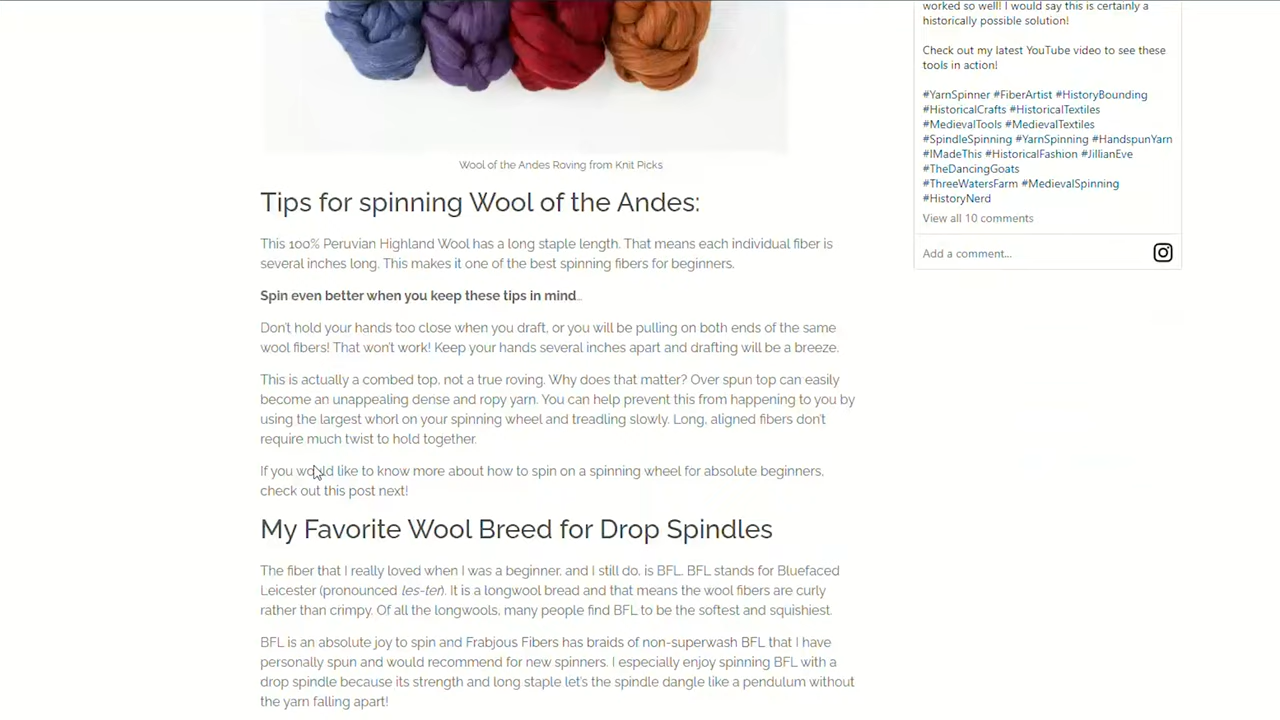 Wool of the Andes Roving from Knit Picks
Tips for spinning Wool of the Andes:
This 100% Peruvian Highland Wool has a long staple length. That means each individual fiber is
several inches long. This makes it one of the best spinning fibers for beginners.
Spin even better when you keep these tips in mind…
Don't hold your hands too close when you draft, or you will be pulling on both ends of the same
wool fibers! That won't work! Keep your hands several inches apart and drafting will be a breeze.
This is actually a combed top, not a true roving. Why does that matter? Over spun top can easily
become an unappealing dense and ropy yarn. You can help prevent this from happening to you by
using the largest whorl on your spinning wheel and treadling slowly. Long, aligned fibers don't
require much twist to hold together.
If you would like to know more about how to spin on a spinning wheel for absolute beginners,
check out this post next!
My Favorite Wool Breed for Drop Spindles
The fiber that I really loved when I was a beginner, and I still do, is BFL. BFL stands for Bluefaced
Leicester (pronounced les-ter). It is a longwool bread and that means the wool fibers are curly
rather than crimpy. Of all the longwools, many people find BFL to be the softest and squishiest.
BFL is an absolute joy to spin and Frabjous Fibers has braids of non-superwash BFL that I have
personally spun and would recommend for new spinners. I especially enjoy spinning BFL with a
drop spindle because its strength and long staple let's the spindle dangle like a pendulum without
the yarn falling apart!
worked so well! I would say this is certainly a
historically possible solution!
Check out my latest YouTube video to see these
tools in action!
#YarnSpinner #FiberArtist #HistoryBounding
#HistoricalCrafts #HistoricalTextiles
#MedievalTools #MedievalTextiles
#SpindleSpinning #YarnSpinning #HandspunYarn
#IMadeThis #HistoricalFashion #JillianEve
#TheDancingGoats
#ThreeWatersFarm #MedievalSpinning
#HistoryNerd
View all 10 comments
Add a comment...